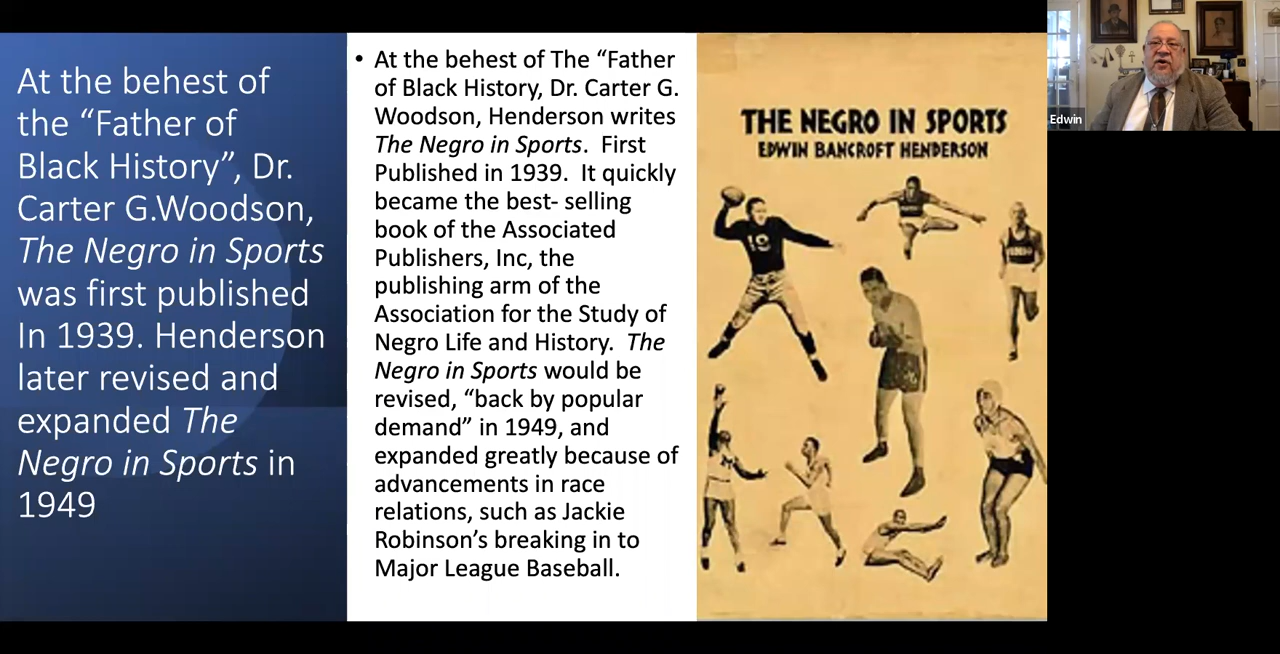 At the behest of
the “Father of
Black History”, Dr.
Carter G.Woodson,
The Negro in Sports
was first published
In 1939. Henderson
later revised and
expanded The
Negro in Sports in
1949
• At the behest of The “Father
of Black History, Dr. Carter G.
Woodson, Henderson writes
The Negro in Sports.  First
Published in 1939.  It quickly
became the best- selling
book of the Associated
Publishers, Inc, the
publishing arm of the
Association for the Study of
Negro Life and History.  The
Negro in Sports would be
revised, “back by popular
demand” in 1949, and
expanded greatly because of
advancements in race
relations, such as Jackie
Robinson’s breaking in to
Major League Baseball.
THE NEGRO IN SPORTS
EDWIN BANCROFT HENDERSON
19
Edwin